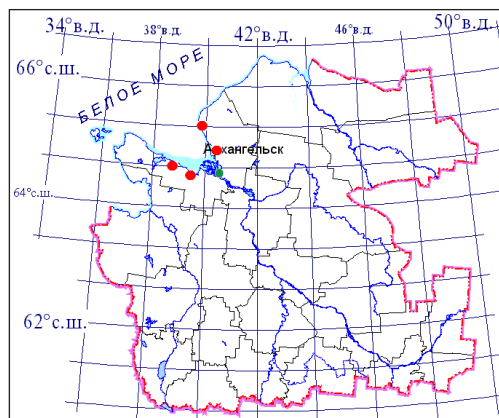 34°в.д.
38°в.д.
42°в.д.
46°в.д.
50°в.д.
66°с.ш.
БЕЛОЕ МОРЕ
Архангельск
64°с.ш.
62°с.ш.